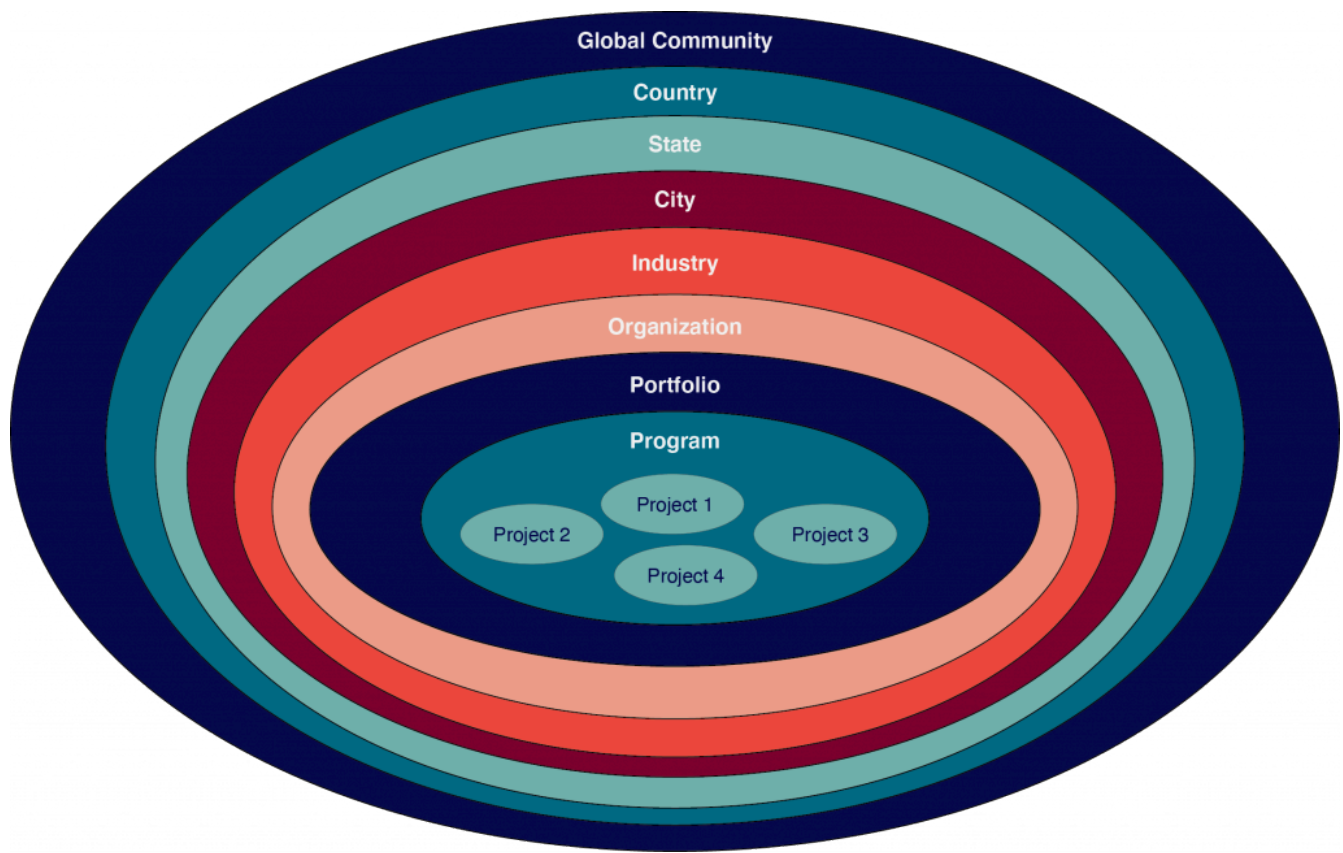 Global Community
Country
State
City
Industry
Organization
Portfolio
Program
Project 1
Project 2
Project 3
Project 4